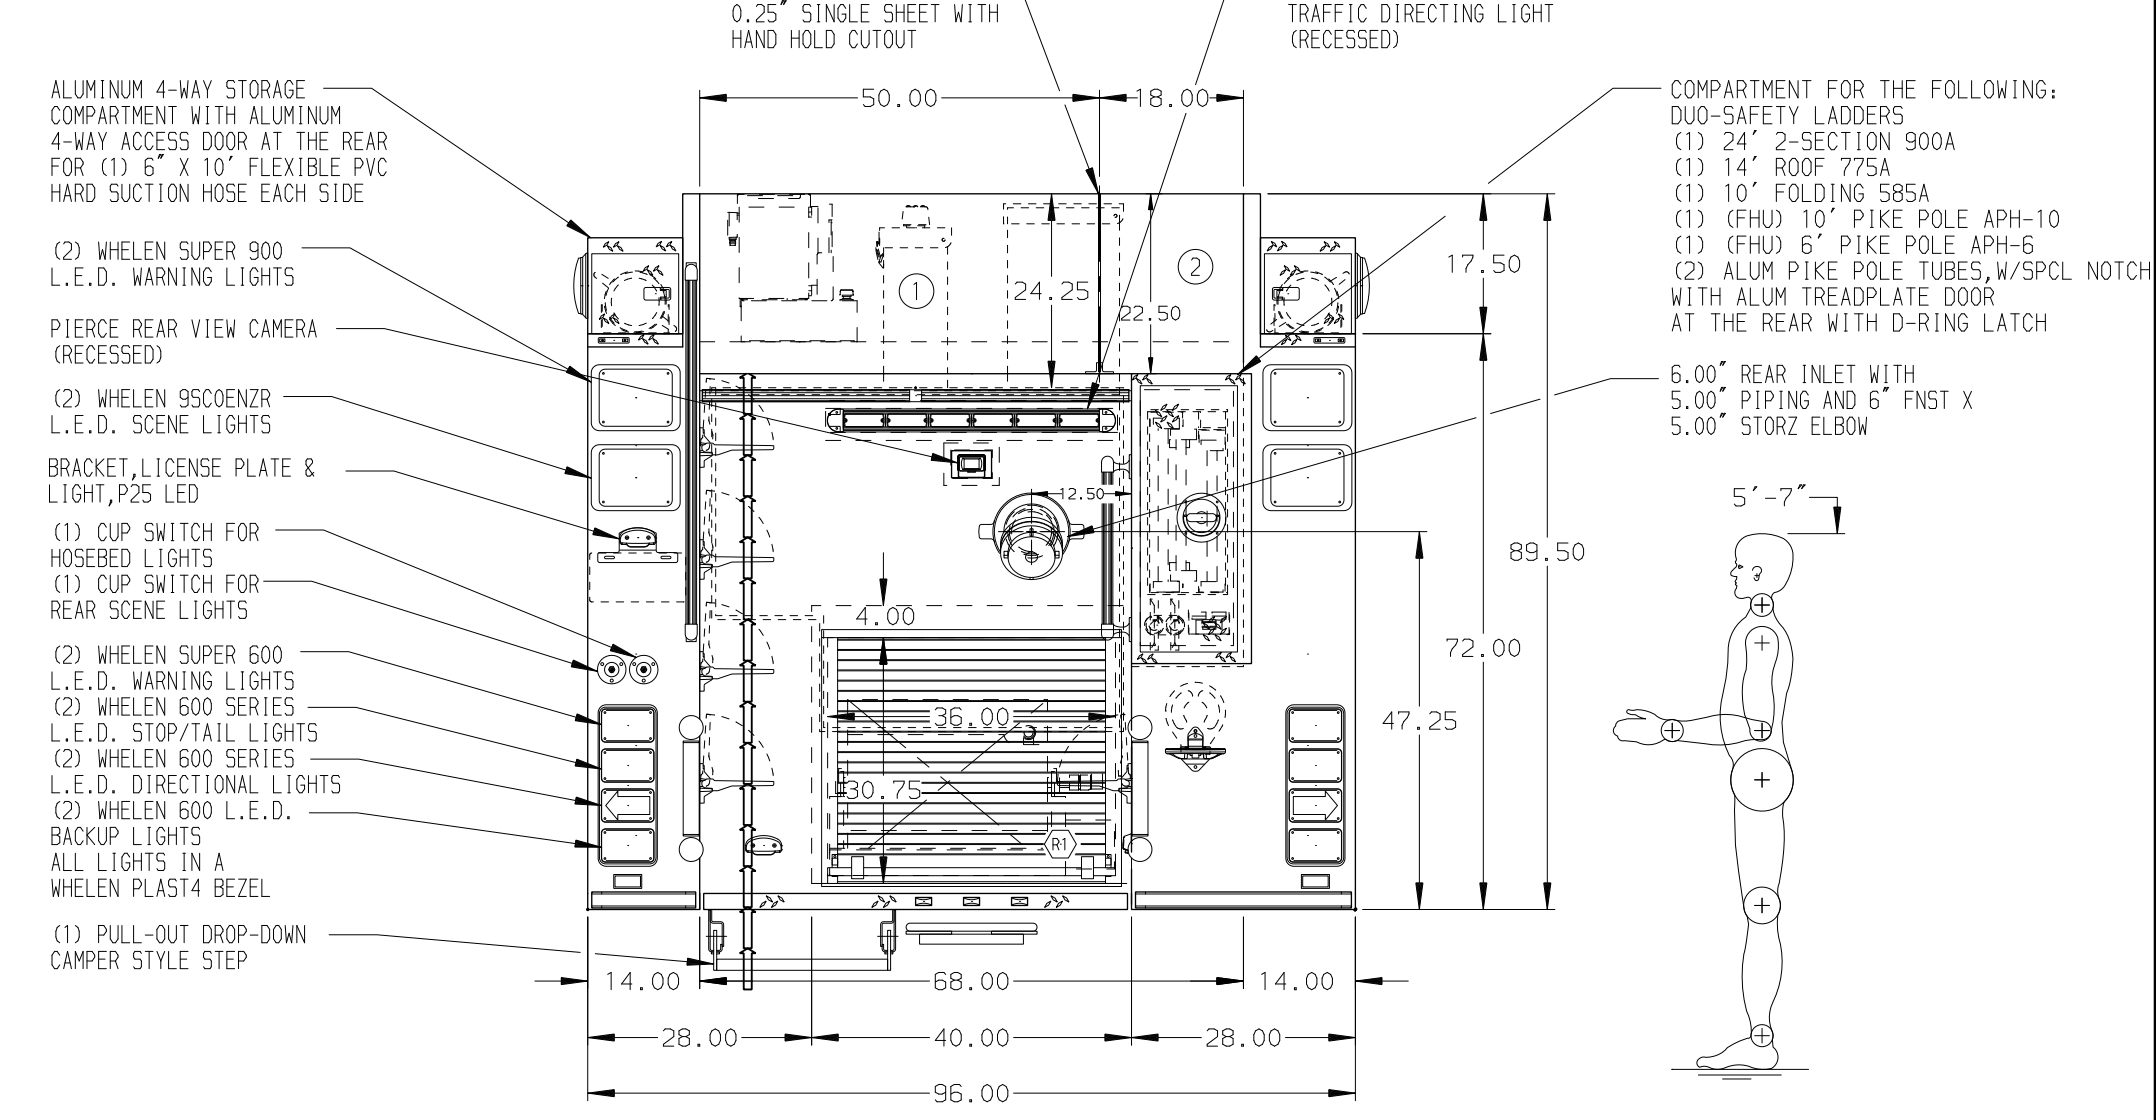 0.25" SINGLE SHEET WITH
HAND HOLD CUTOUT
TRAFFIC DIRECTING LIGHT
(RECESSED)
ALUMINUM 4-WAY STORAGE
COMPARTMENT WITH ALUMINUM
4-WAY ACCESS DOOR AT THE REAR
FOR (1) 6" X 10' FLEXIBLE PVC
HARD SUCTION HOSE EACH SIDE
(2) WHELEN SUPER 900
L.E.D. WARNING LIGHTS
PIERCE REAR VIEW CAMERA
(RECESSED)
(2) WHELEN 9SC0ENZR
L.E.D. SCENE LIGHTS
BRACKET,LICENSE PLATE &
LIGHT,P25 LED
(1) CUP SWITCH FOR
HOSEBED LIGHTS
(1) CUP SWITCH FOR
REAR SCENE LIGHTS
(2) WHELEN SUPER 600
L.E.D. WARNING LIGHTS
(2) WHELEN 600 SERIES
L.E.D. STOP/TAIL LIGHTS
(2) WHELEN 600 SERIES
L.E.D. DIRECTIONAL LIGHTS
(2) WHELEN 600 L.E.D.
BACKUP LIGHTS
ALL LIGHTS IN A
WHELEN PLAST4 BEZEL
(1) PULL-OUT DROP-DOWN
CAMPER STYLE STEP
50.00
18.00
1
2
24.25
22.50
17.50
12.50
89.50
4.00
72.00
36.00
47.25
30.75
R1
14.00
68.00
14.00
28.00
40.00
28.00
96.00
COMPARTMENT FOR THE FOLLOWING:
DUO-SAFETY LADDERS
(1) 24' 2-SECTION 900A
(1) 14' ROOF 775A
(1) 10' FOLDING 585A
(1) (FHU) 10' PIKE POLE APH-10
(1) (FHU) 6' PIKE POLE APH-6
(2) ALUM PIKE POLE TUBES,W/SPCL NOTCH
WITH ALUM TREADPLATE DOOR
AT THE REAR WITH D-RING LATCH
6.00" REAR INLET WITH
5.00" PIPING AND 6" FNST X
5.00" STORZ ELBOW
5'-7"